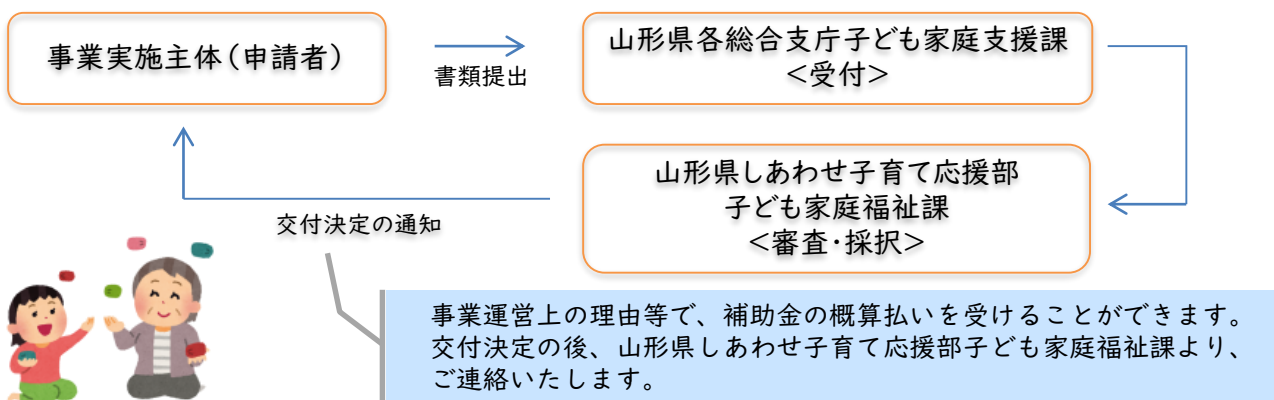 事業実施主体(申請者)
書類提出
山形県各総合支庁子ども家庭支援課
<受付>
山形県しあわせ子育て応援部
子ども家庭福祉課
<審査・採択>
交付決定の通知
事業運営上の理由等で、補助金の概算払いを受けることができます。
交付決定の後、山形県しあわせ子育て応援部子ども家庭福祉課より、
ご連絡いたします。